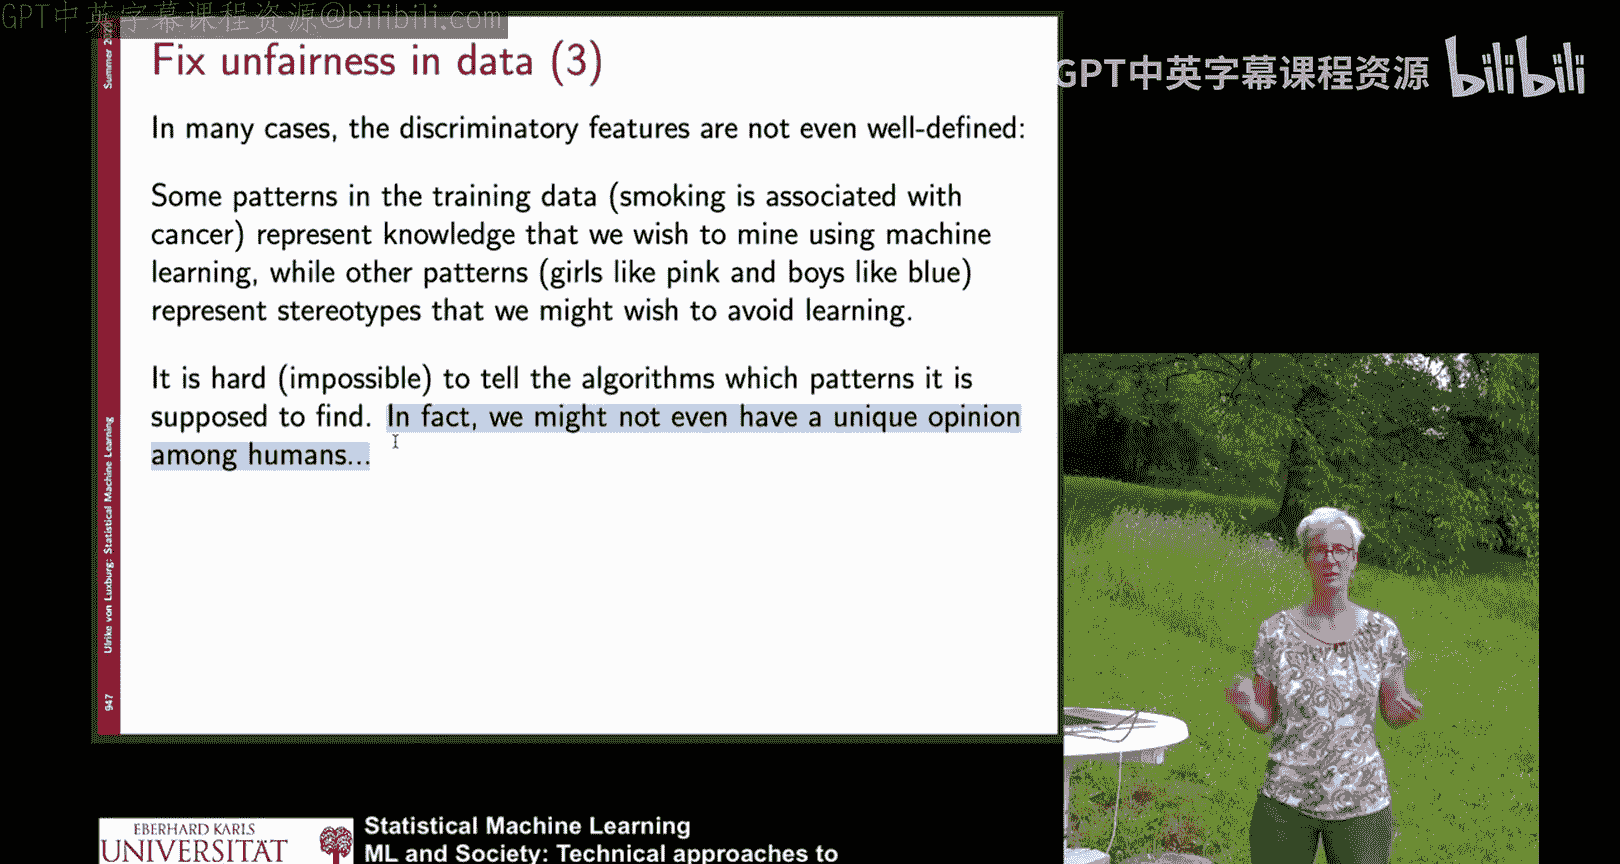 GPT中英字幕课程资源@bilibili.com
GPT中英字幕课程资源 bilibili
Fix unfairness in data (3)
In many cases, the discriminatory features are not even well-defined:
Some patterns in the training data (smoking is associated with
cancer) represent knowledge that we wish to mine using machine
learning, while other patterns (girls like pink and boys like blue)
represent stereotypes that we might wish to avoid learning.
It is hard (impossible) to tell the algorithms which patterns it is
supposed to find. In fact, we might not even have a unique opinion
among humans...
Summer
Ulrike von Luxburg: Statistical Machine Learning
947
EBERHARD KARLS
UNIVERSITÄT
Statistical Machine Learning
ML and Society: Technical approaches to